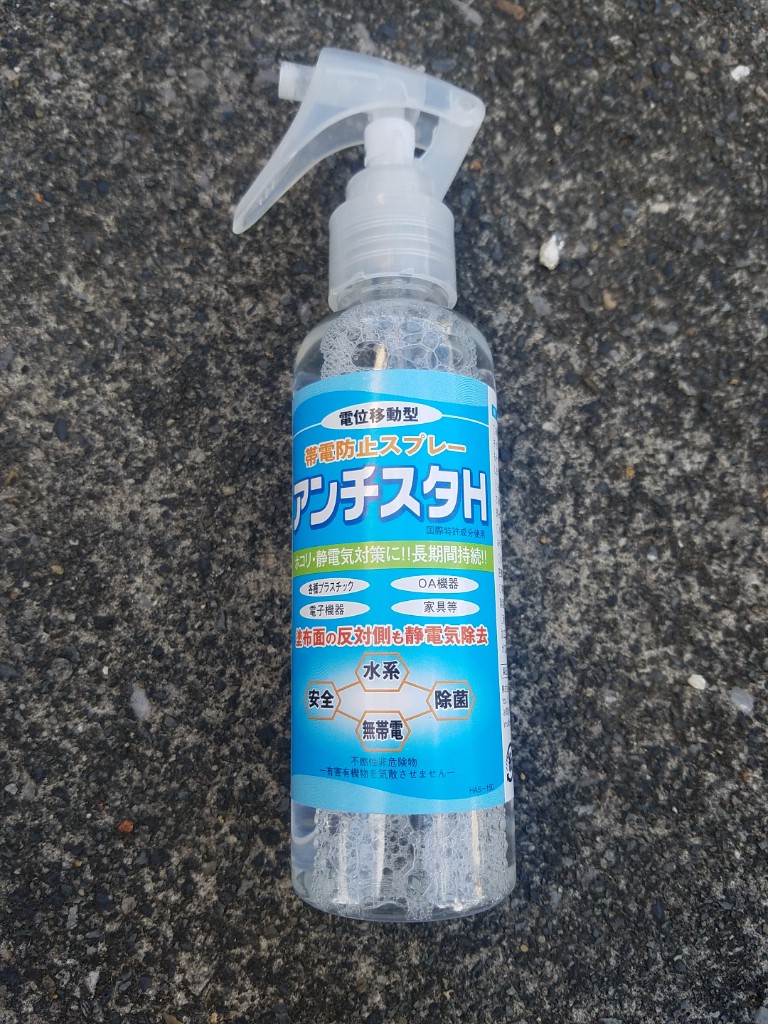 電位移動型
帯電防止スプレー
アンチスタH
国際特許成分使用
ホコリ・静電気対策に!!長期間持続!!
各種プラスチック
OA機器
電子機器
家具等
塗布面の反対側も静電気除去
水系
安全
除菌
無帯電
不燃性非危険物
ー有害有機物を気散させませんー